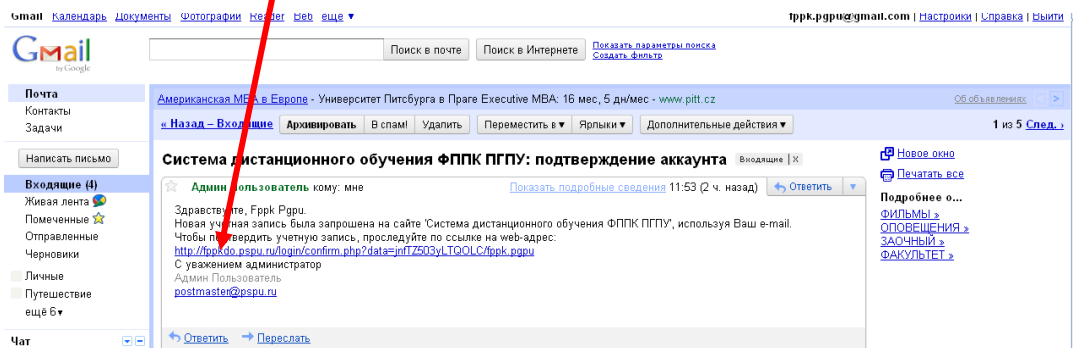 Gmail Календарь Документы Фотографии Reader Веб еще ▼
fppk.pgpu@gmail.com | Настройки | Справка | Выйти
Gmail
by Google
Поиск в почте
Поиск в Интернете
Показать параметры поиска
Создать фильтр
Почта
Контакты
Задачи
Написать письмо
Входящие (4)
Живая лента
Помеченные
Отправленные
Черновики
Личные
Путешествие
ещё 6▼
Чат
Американская MBA в Европе - Университет Питсбурга в Праге Executive MBA: 16 мес, 5 дн/мес - www.pitt.cz
Об объявлениях < >
« Назад – Входящие Архивировать В спам! Удалить Переместить в ▼ Ярлыки ▼ Дополнительные действия ▼
1 из 5 След. ›
Система дистанционного обучения ФППК ПГПУ: подтверждение аккаунта Входящие | X
Админ Пользователь кому: мне
Показать подробные сведения 11:53 (2 ч. назад)
Ответить ▼
Здравствуйте, Fppk Pgpu.
Новая учетная запись была запрошена на сайте 'Система дистанционного обучения ФППК ПГПУ', используя Ваш e-mail.
Чтобы подтвердить учетную запись, проследуйте по ссылке на web-адрес:
http://fppkdo.pspu.ru/login/confirm.php?data=jnfTZ503yLTQOLC/fppk.pgpu
С уважением администратор
Админ Пользователь
postmaster@pspu.ru
Ответить Переслать
Новое окно
Печатать все
Подробнее о...
ФИЛЬМЫ »
ОПОВЕЩЕНИЯ »
ЗАОЧНЫЙ »
ФАКУЛЬТЕТ »